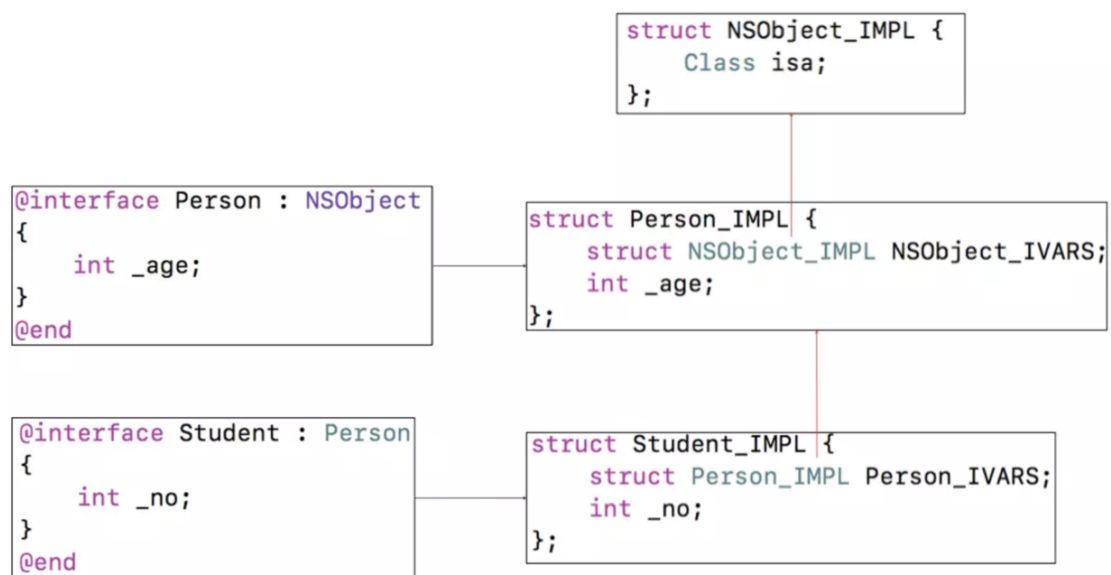 struct NSObject_IMPL {
Class isa;
};
@interface Person : NSObject
{
int _age;
}
@end
struct Person_IMPL {
struct NSObject_IMPL NSObject_IVARS;
int _age;
};
@interface Student : Person
{
int _no;
}
@end
struct Student_IMPL {
struct Person_IMPL Person_IVARS;
int _no;
};